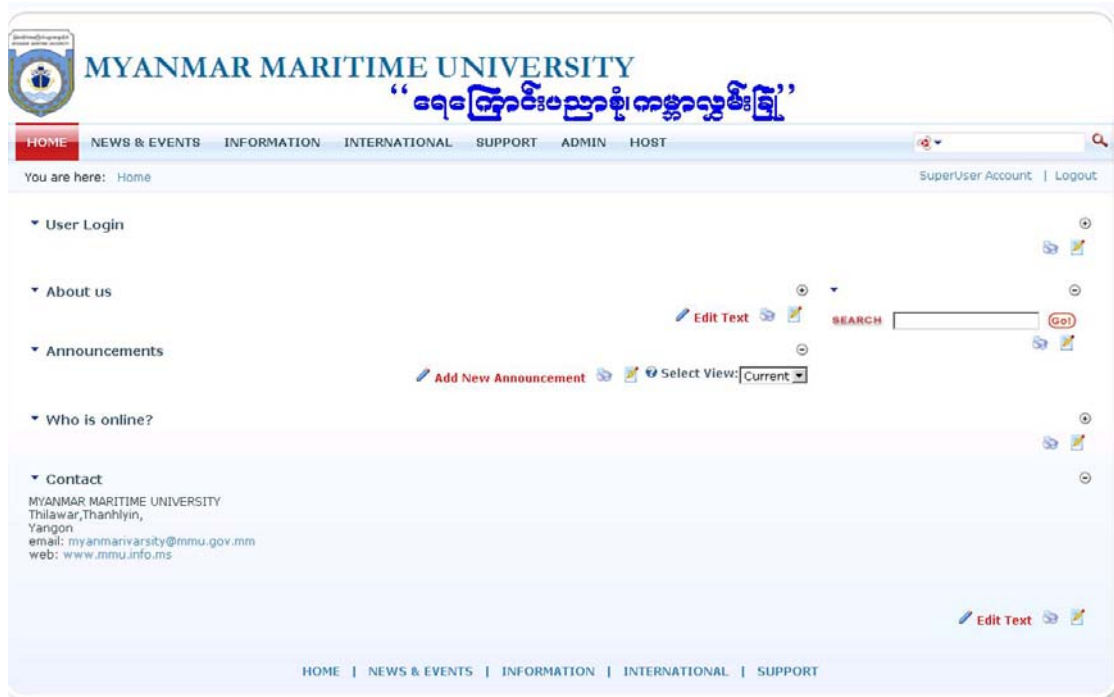 MYANMAR MARITIME UNIVERSITY
“ရေကြောင်းပညာစုံ၊ကမ္ဘာလွှမ်းခြုံ”
HOME NEWS & EVENTS INFORMATION INTERNATIONAL SUPPORT ADMIN HOST
You are here: Home SuperUser Account | Logout
User Login
About us
Edit Text SEARCH Go!
Announcements
Add New Announcement Select View: Current
Who is online?
Contact
MYANMAR MARITIME UNIVERSITY
Thilawar,Thanhlyin,
Yangon
email: myanmarivarsity@mmu.gov.mm
web: www.mmu.info.ms
Edit Text
HOME | NEWS & EVENTS | INFORMATION | INTERNATIONAL | SUPPORT